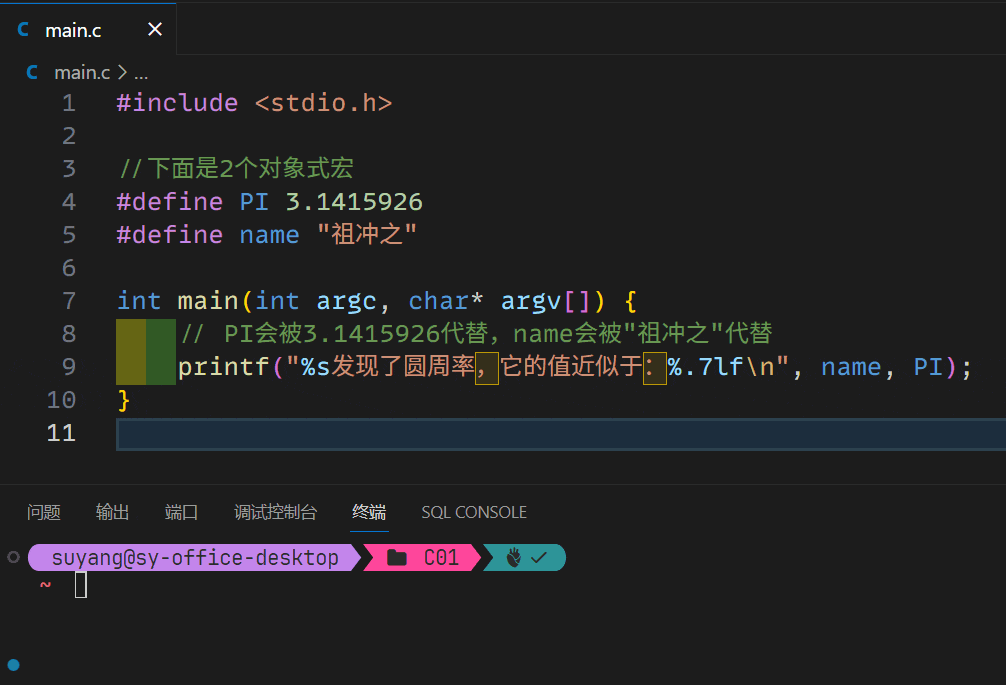 main.c
main.c > ...
1 #include <stdio.h>
2
3 //下面是2个对象式宏
4 #define PI 3.1415926
5 #define name "祖冲之"
6
7 int main(int argc, char* argv[]) {
8 // PI会被3.1415926代替，name会被"祖冲之"代替
9 printf("%s发现了圆周率，它的值近似于：%.7lf\n", name, PI);
10 }
11
问题 输出 端口 调试控制台 终端 SQL CONSOLE
suyang@sy-office-desktop C01
~